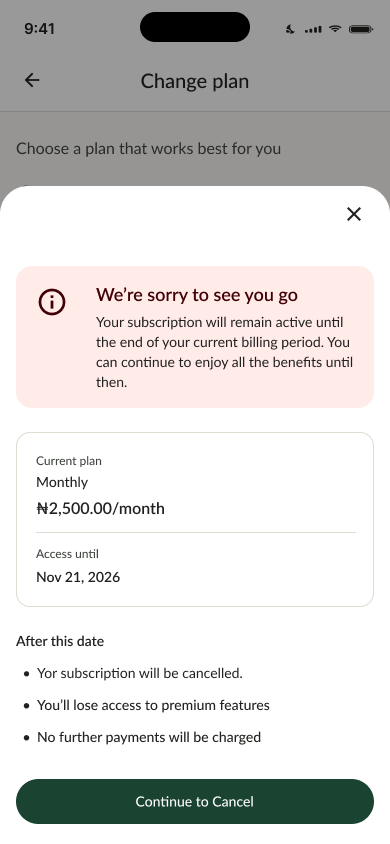 9:41
Change plan
Choose a plan that works best for you
We’re sorry to see you go
Your subscription will remain active until
the end of your current billing period. You
can continue to enjoy all the benefits until
then.
Current plan
Monthly
₦2,500.00/month
Access until
Nov 21, 2026
After this date
• Yor subscription will be cancelled.
• You’ll lose access to premium features
• No further payments will be charged
Continue to Cancel